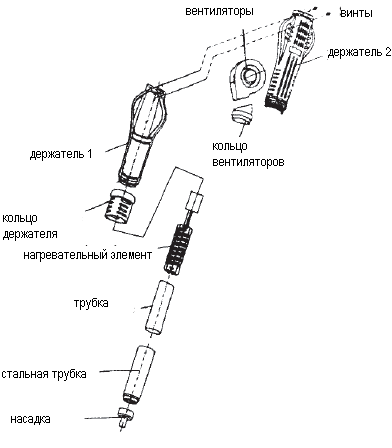 вентиляторы
винты
держатель 2
держатель 1
кольцо
вентиляторов
кольцо
держателя
нагревательный элемент
трубка
стальная трубка
насадка